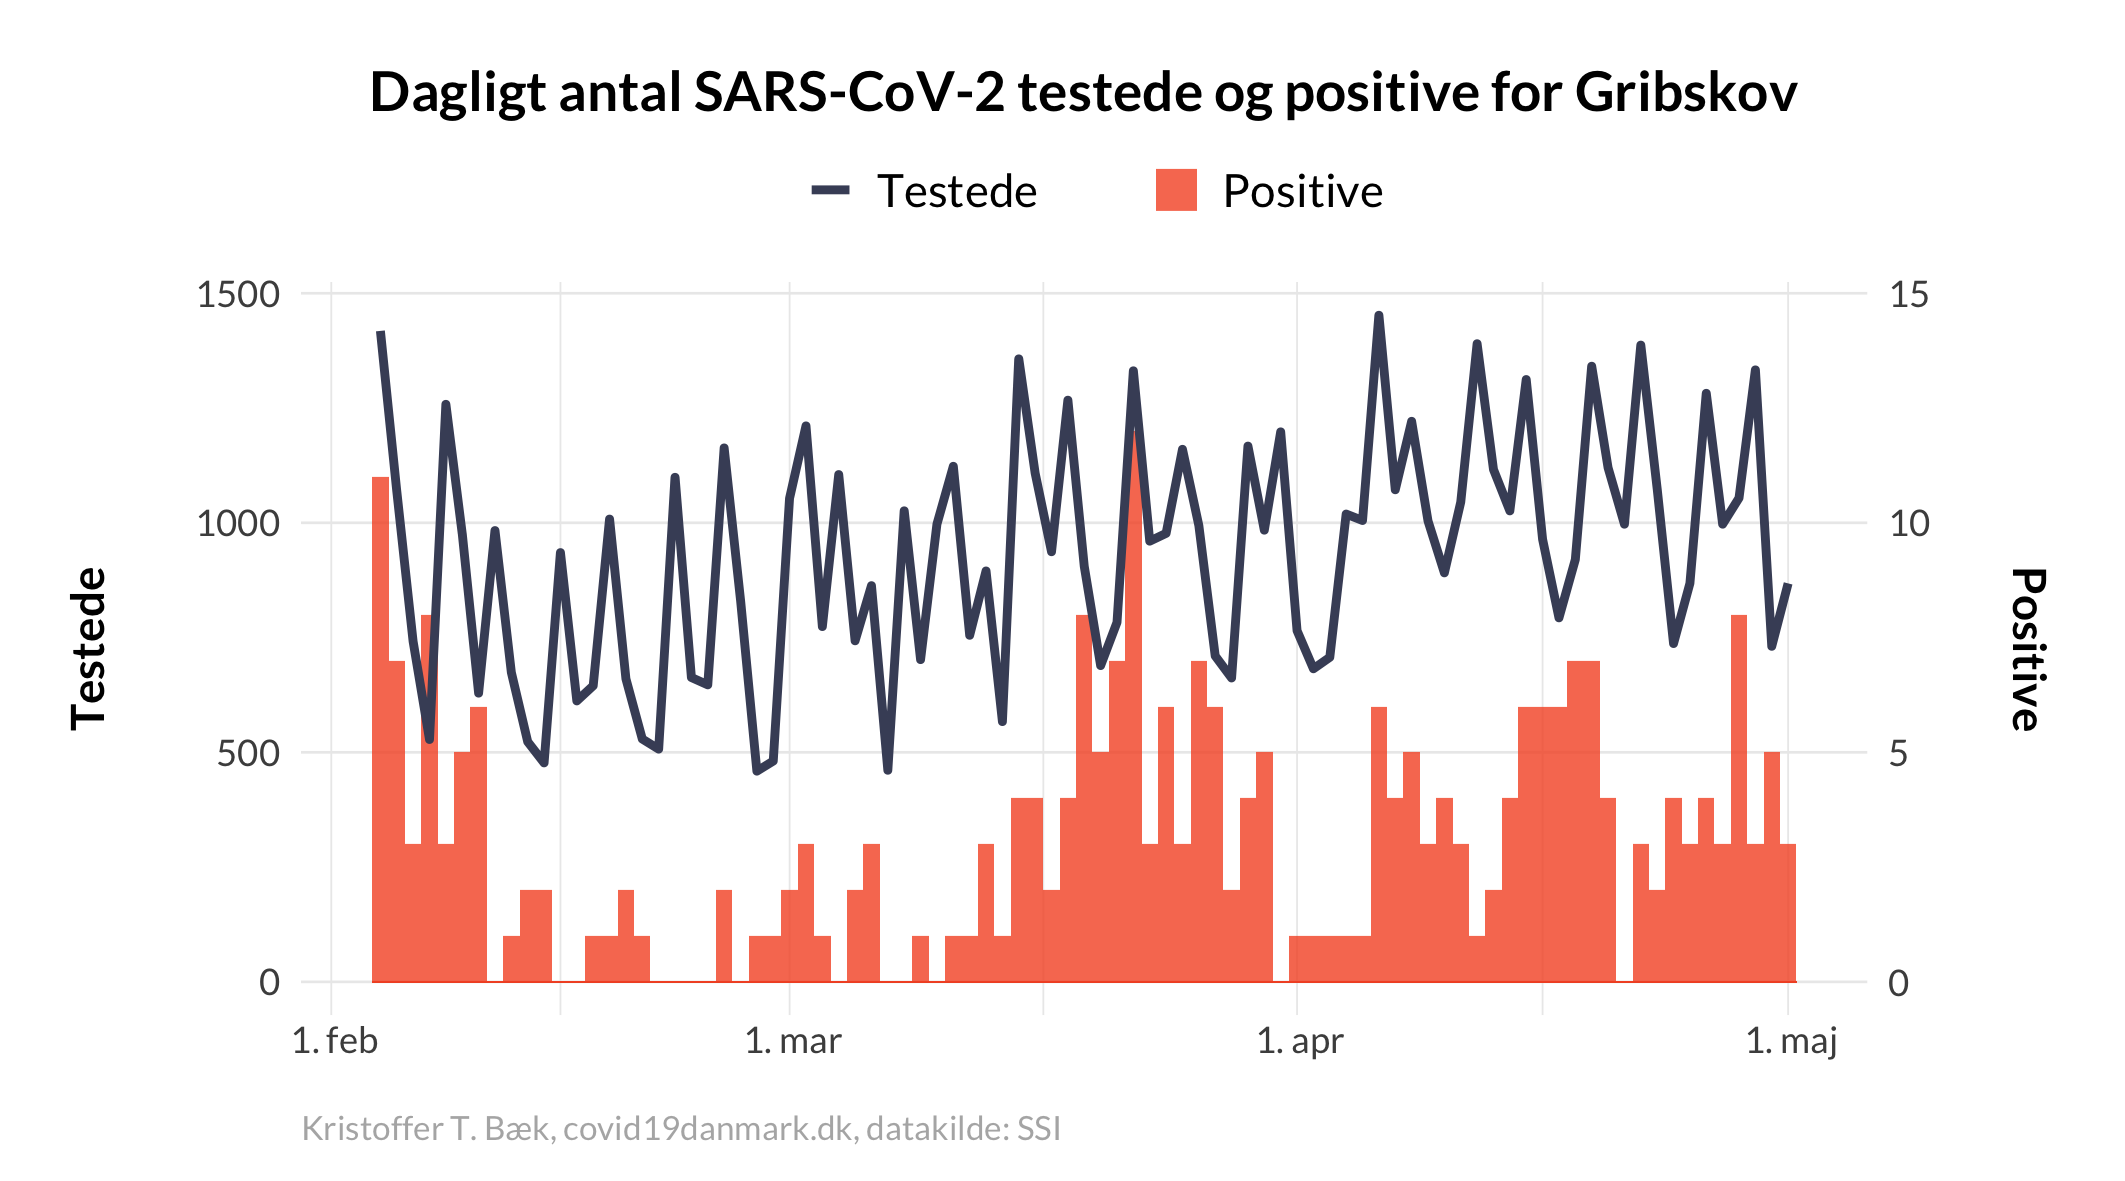 Dagligt antal SARS-CoV-2 testede og positive for Gribskov
Testede
Positive
1500
1000
500
0
Testede
15
10
5
0
Positive
1. feb
1. mar
1. apr
1. maj
Kristoffer T. Bæk, covid19danmark.dk, datakilde: SSI